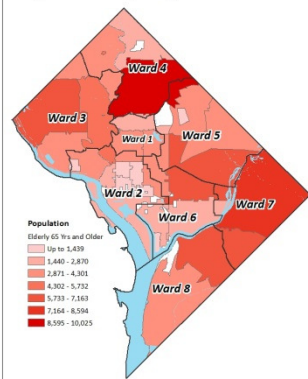 Ward 4
Ward 3
Ward 1
Ward 5
Ward 2
Ward 6
Ward 7
Ward 8
Population
Elderly 65 Yrs and Older
Up to 1,439
1,440 - 2,870
2,871 - 4,301
4,302 - 5,732
5,733 - 7,163
7,164 - 8,594
8,595 - 10,025